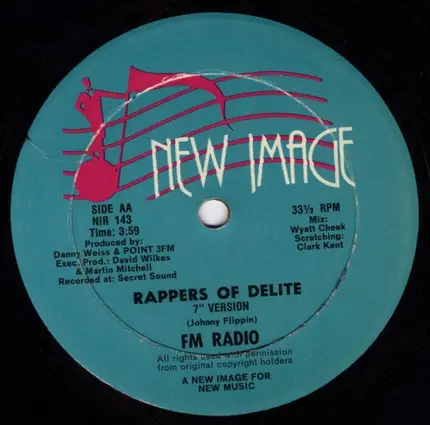 NEW IMAGE
SIDE AA
NIR 143
Time: 3:59
Produced by:
Danny Weiss & POINT 3FM
Exec. Prod.: David Wilkes
& Martin Mitchell
Recorded at: Secret Sound
33⅓ RPM
Mix:
Wyatt Cheek
Scratching:
Clark Kent
RAPPERS OF DELITE
7" VERSION
(Johnny Flippin)
FM RADIO
All rights used with permission
from original copyright holders
A NEW IMAGE FOR
NEW MUSIC